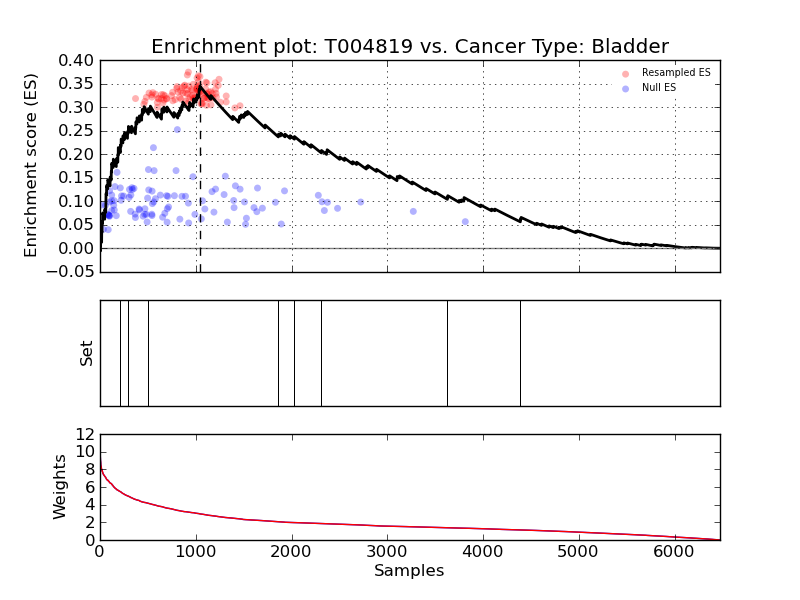 Enrichment plot: T004819 vs. Cancer Type: Bladder
0.40
0.35
0.30
0.25
0.20
0.15
0.10
0.05
0.00
−0.05
Enrichment score (ES)
Resampled ES
Null ES
Set
12
10
8
6
4
2
0
Weights
0 1000 2000 3000 4000 5000 6000
Samples